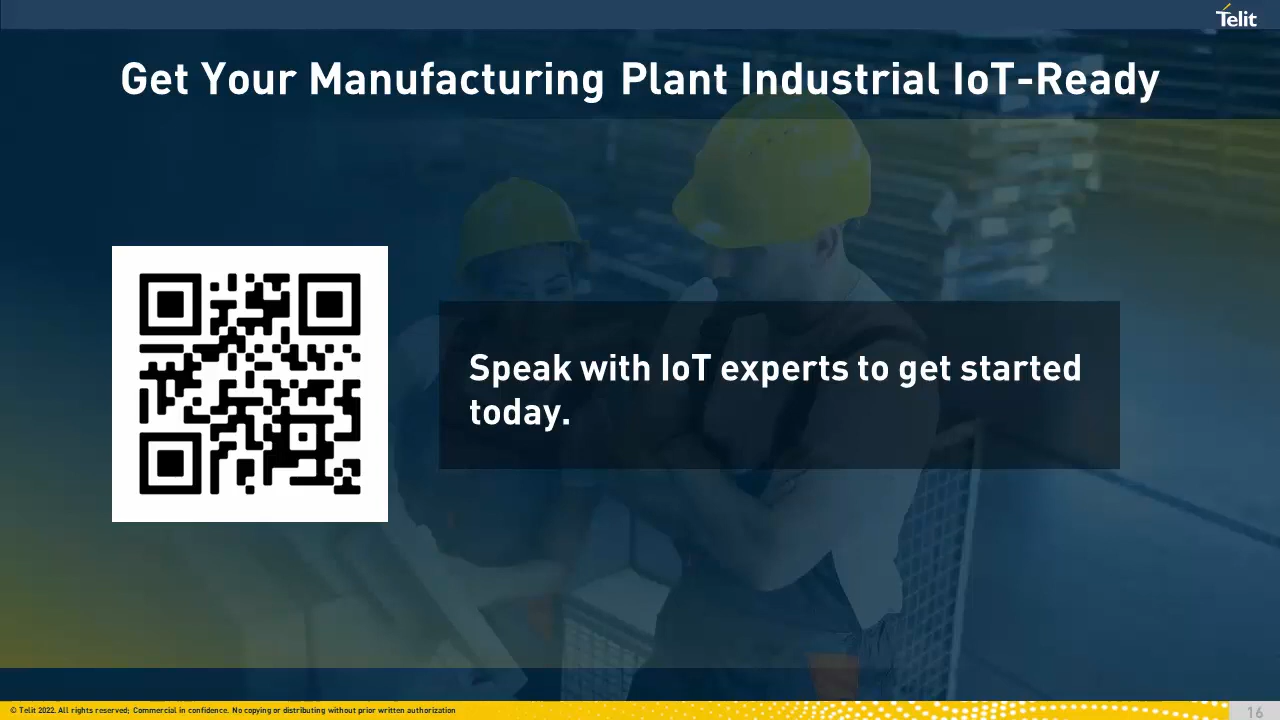 Telit
Get Your Manufacturing Plant Industrial IoT-Ready
Speak with IoT experts to get started
today.
© Telit 2022. All rights reserved; Commercial in confidence. No copying or distributing without prior written authorization
16